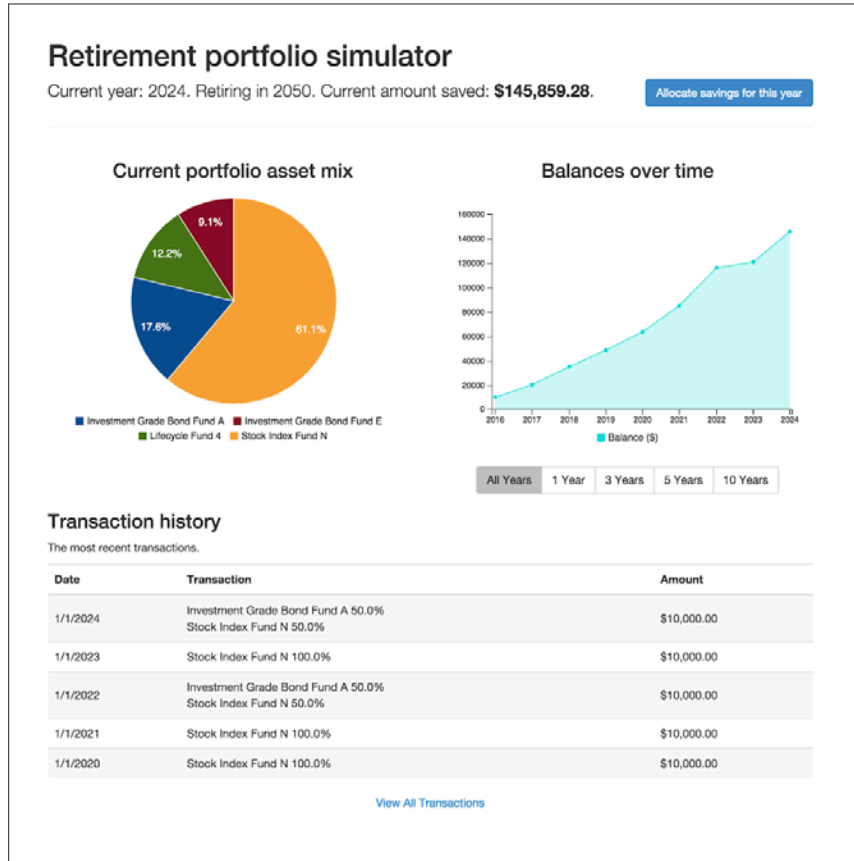 Retirement portfolio simulator
Current year: 2024. Retiring in 2050. Current amount saved: $145,859.28.
Allocate savings for this year
Current portfolio asset mix
9.1%
12.2%
17.6%
61.1%
Investment Grade Bond Fund A Investment Grade Bond Fund E
Lifecycle Fund 4 Stock Index Fund N
Balances over time
160000
140000
120000
100000
80000
60000
40000
20000
0
2016 2017 2018 2019 2020 2021 2022 2023 2024
Balance ($)
All Years 1 Year 3 Years 5 Years 10 Years
Transaction history
The most recent transactions.
Date Transaction Amount
1/1/2024 Investment Grade Bond Fund A 50.0%
Stock Index Fund N 50.0% $10,000.00
1/1/2023 Stock Index Fund N 100.0% $10,000.00
1/1/2022 Investment Grade Bond Fund A 50.0%
Stock Index Fund N 50.0% $10,000.00
1/1/2021 Stock Index Fund N 100.0% $10,000.00
1/1/2020 Stock Index Fund N 100.0% $10,000.00
View All Transactions